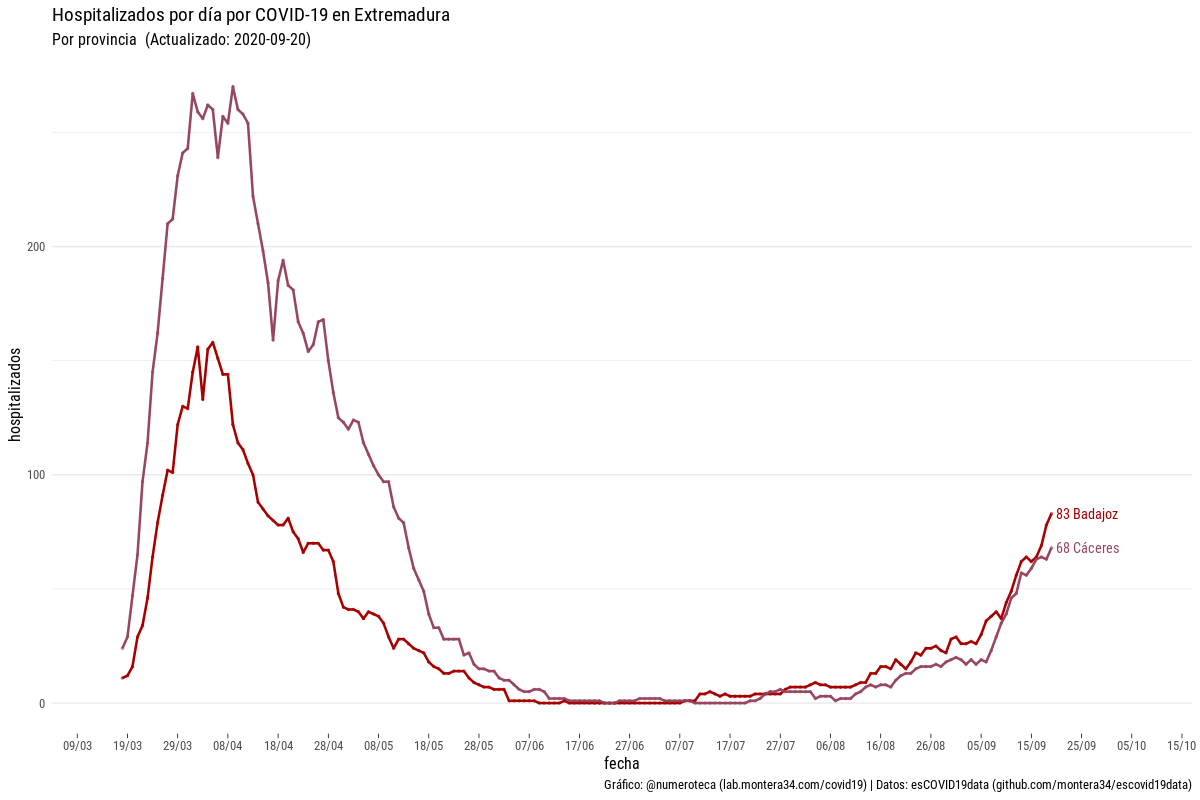 Hospitalizados por día por COVID-19 en Extremadura
Por provincia (Actualizado: 2020-09-20)
hospitalizados
200
100
0
83 Badajoz
68 Cáceres
09/03 19/03 29/03 08/04 18/04 28/04 08/05 18/05 28/05 07/06 17/06 27/06 07/07 17/07 27/07 06/08 16/08 26/08 05/09 15/09 25/09 05/10 15/10
fecha
Gráfico: @numeroteca (lab.montera34.com/covid19) | Datos: esCOVID19data (github.com/montera34/escovid19data)